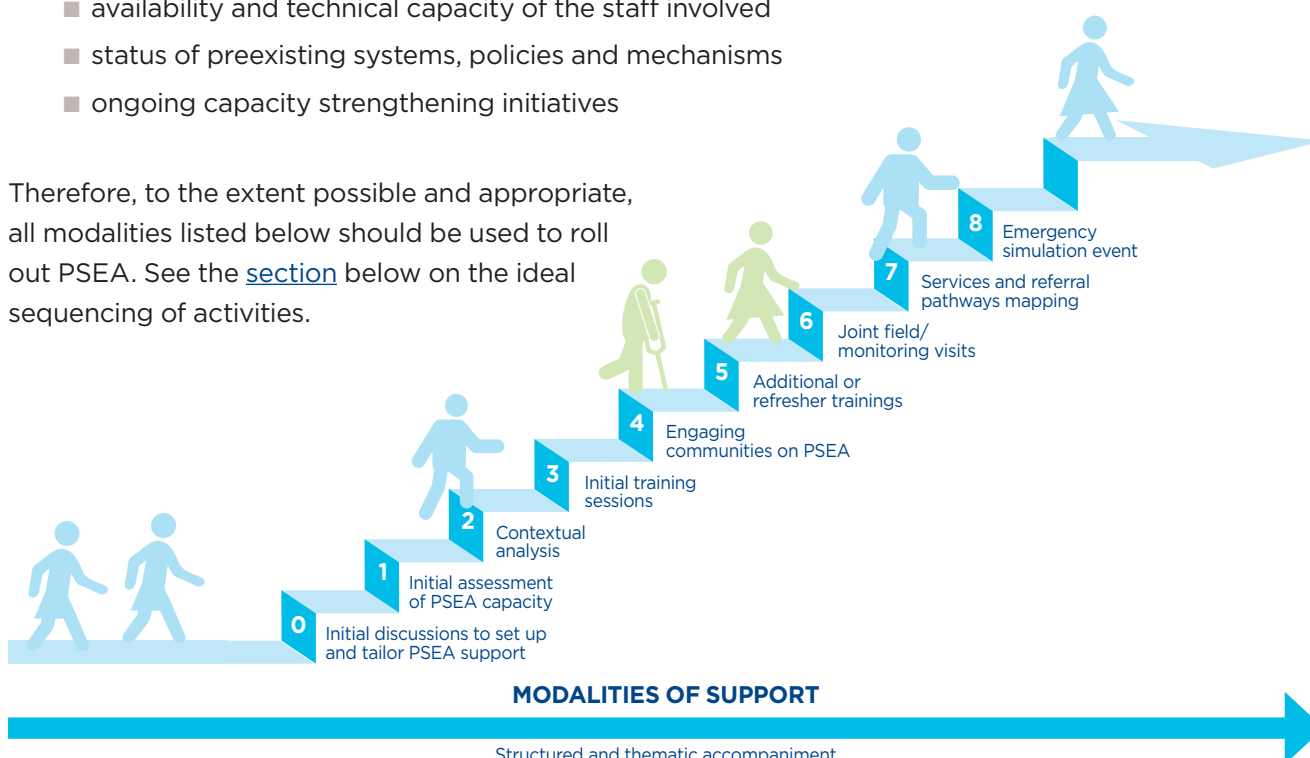 availability and technical capacity of the staff involved
status of preexisting systems, policies and mechanisms
ongoing capacity strengthening initiatives
Therefore, to the extent possible and appropriate,
all modalities listed below should be used to roll
out PSEA. See the section below on the ideal
sequencing of activities.
8
Emergency
simulation event
7
Services and referral
pathways mapping
6
Joint field/
monitoring visits
5
Additional or
refresher trainings
4
Engaging
communities on PSEA
3
Initial training
sessions
2
Contextual
analysis
1
Initial assessment
of PSEA capacity
0
Initial discussions to set up
and tailor PSEA support
MODALITIES OF SUPPORT
Structured and thematic accompaniment